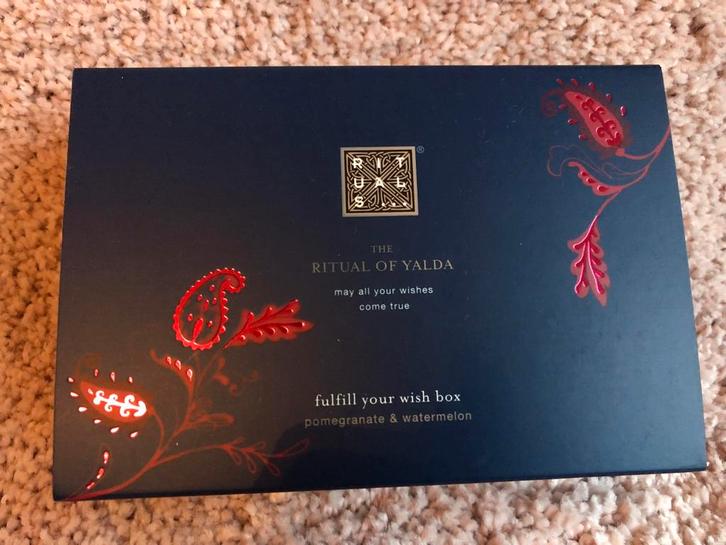 RIT
UAL
S...
®
THE
RITUAL OF YALDA
may all your wishes
come true
fulfill your wish box
pomegranate & watermelon